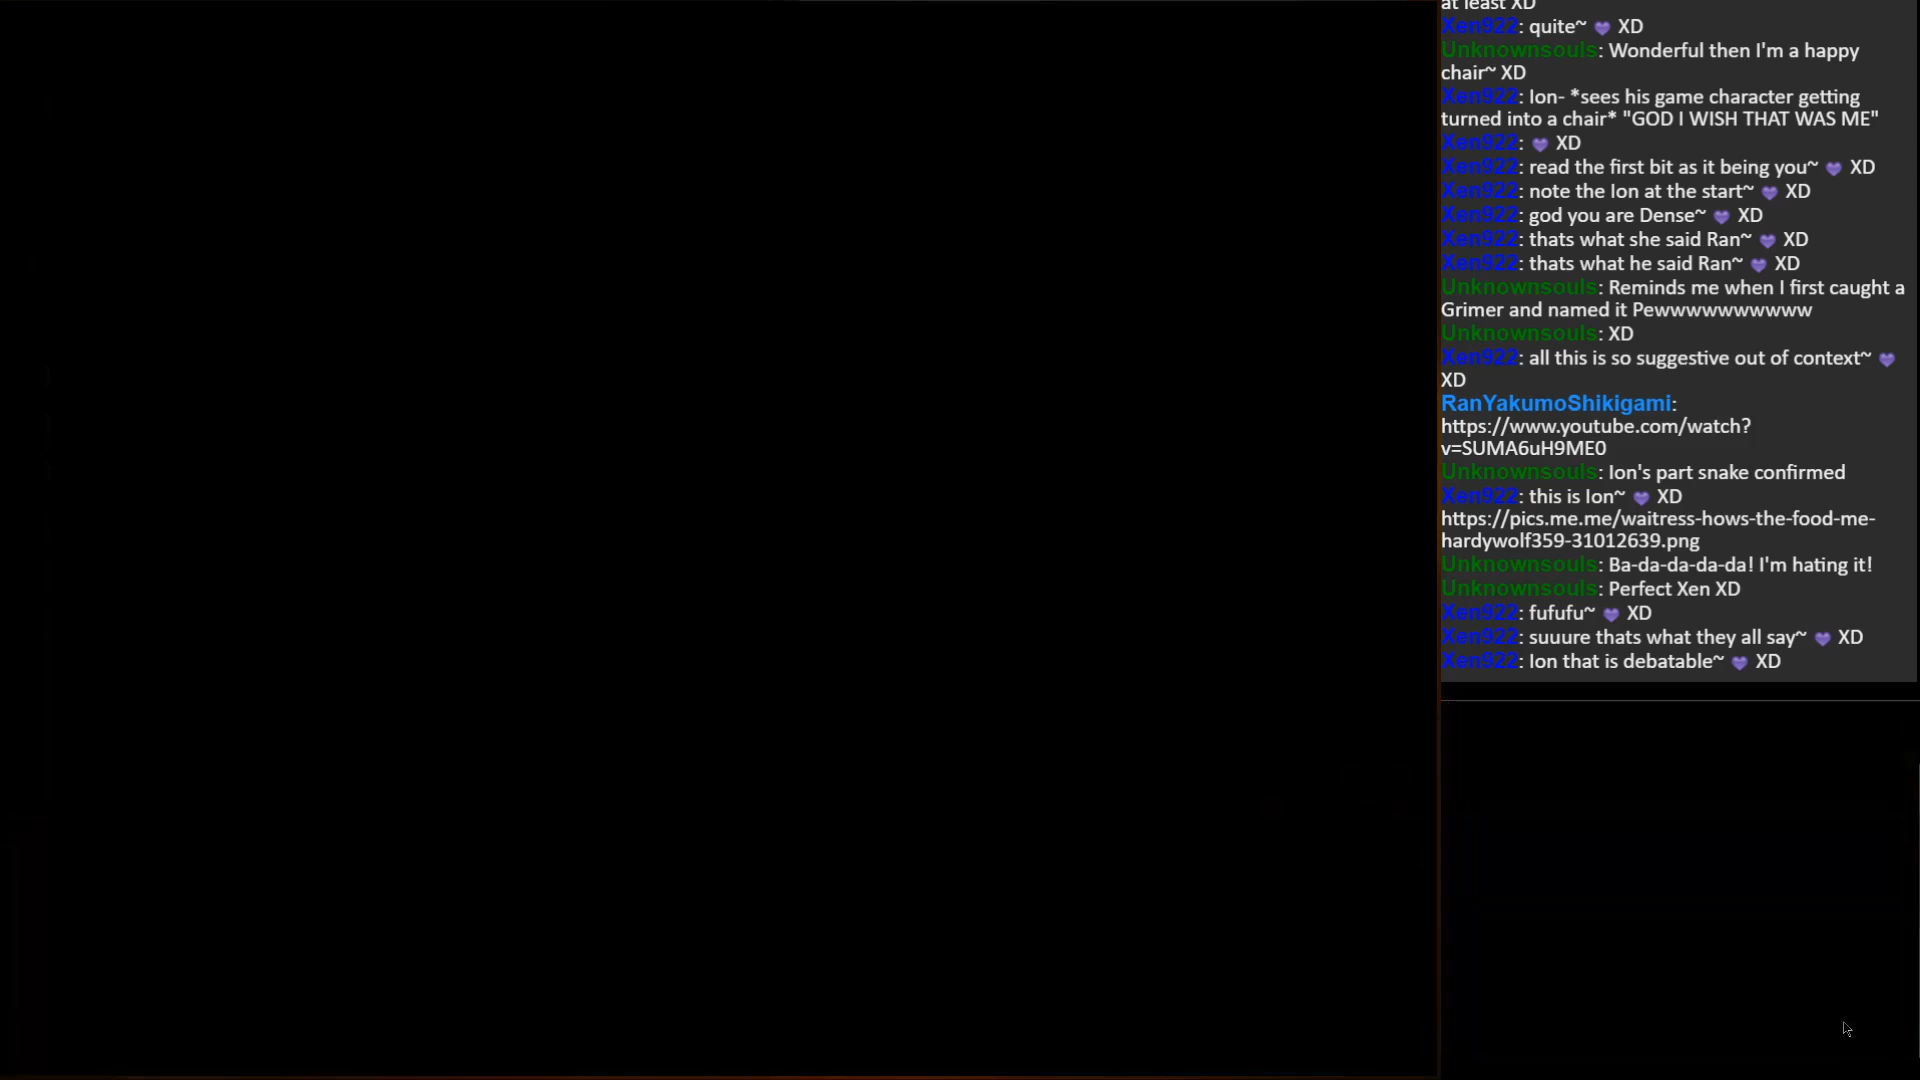 at least XD
Xen922: quite~ 💜 XD
Unknownsouls: Wonderful then I'm a happy
chair~ XD
Xen922: Ion- *sees his game character getting
turned into a chair* "GOD I WISH THAT WAS ME"
Xen922: 💜 XD
Xen922: read the first bit as it being you~ 💜 XD
Xen922: note the Ion at the start~ 💜 XD
Xen922: god you are Dense~ 💜 XD
Xen922: thats what she said Ran~ 💜 XD
Xen922: thats what he said Ran~ 💜 XD
Unknownsouls: Reminds me when I first caught a
Grimer and named it Pewwwwwwwwww
Unknownsouls: XD
Xen922: all this is so suggestive out of context~ 💜
XD
RanYakumoShikigami:
https://www.youtube.com/watch?
v=SUMA6uH9ME0
Unknownsouls: Ion's part snake confirmed
Xen922: this is Ion~ 💜 XD
https://pics.me.me/waitress-hows-the-food-me-
hardywolf359-31012639.png
Unknownsouls: Ba-da-da-da-da! I'm hating it!
Unknownsouls: Perfect Xen XD
Xen922: fufufu~ 💜 XD
Xen922: suuure thats what they all say~ 💜 XD
Xen922: Ion that is debatable~ 💜 XD